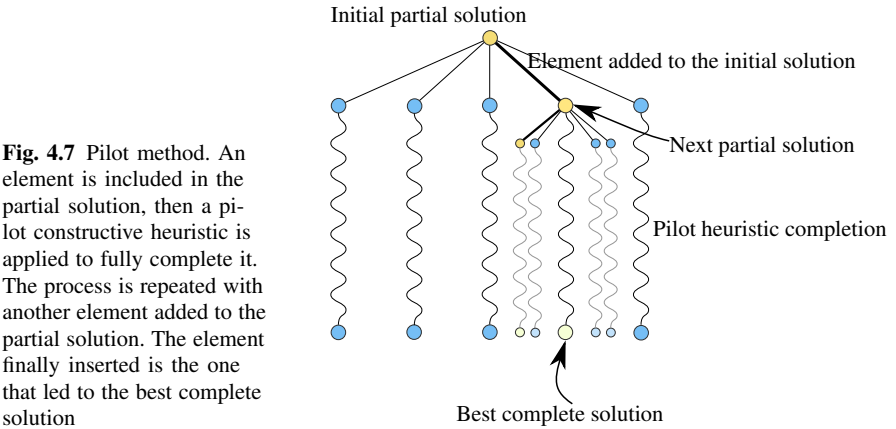 Initial partial solution
Element added to the initial solution
Next partial solution
Pilot heuristic completion
Best complete solution
Fig. 4.7 Pilot method. An
element is included in the
partial solution, then a pi-
lot constructive heuristic is
applied to fully complete it.
The process is repeated with
another element added to the
partial solution. The element
finally inserted is the one
that led to the best complete
solution